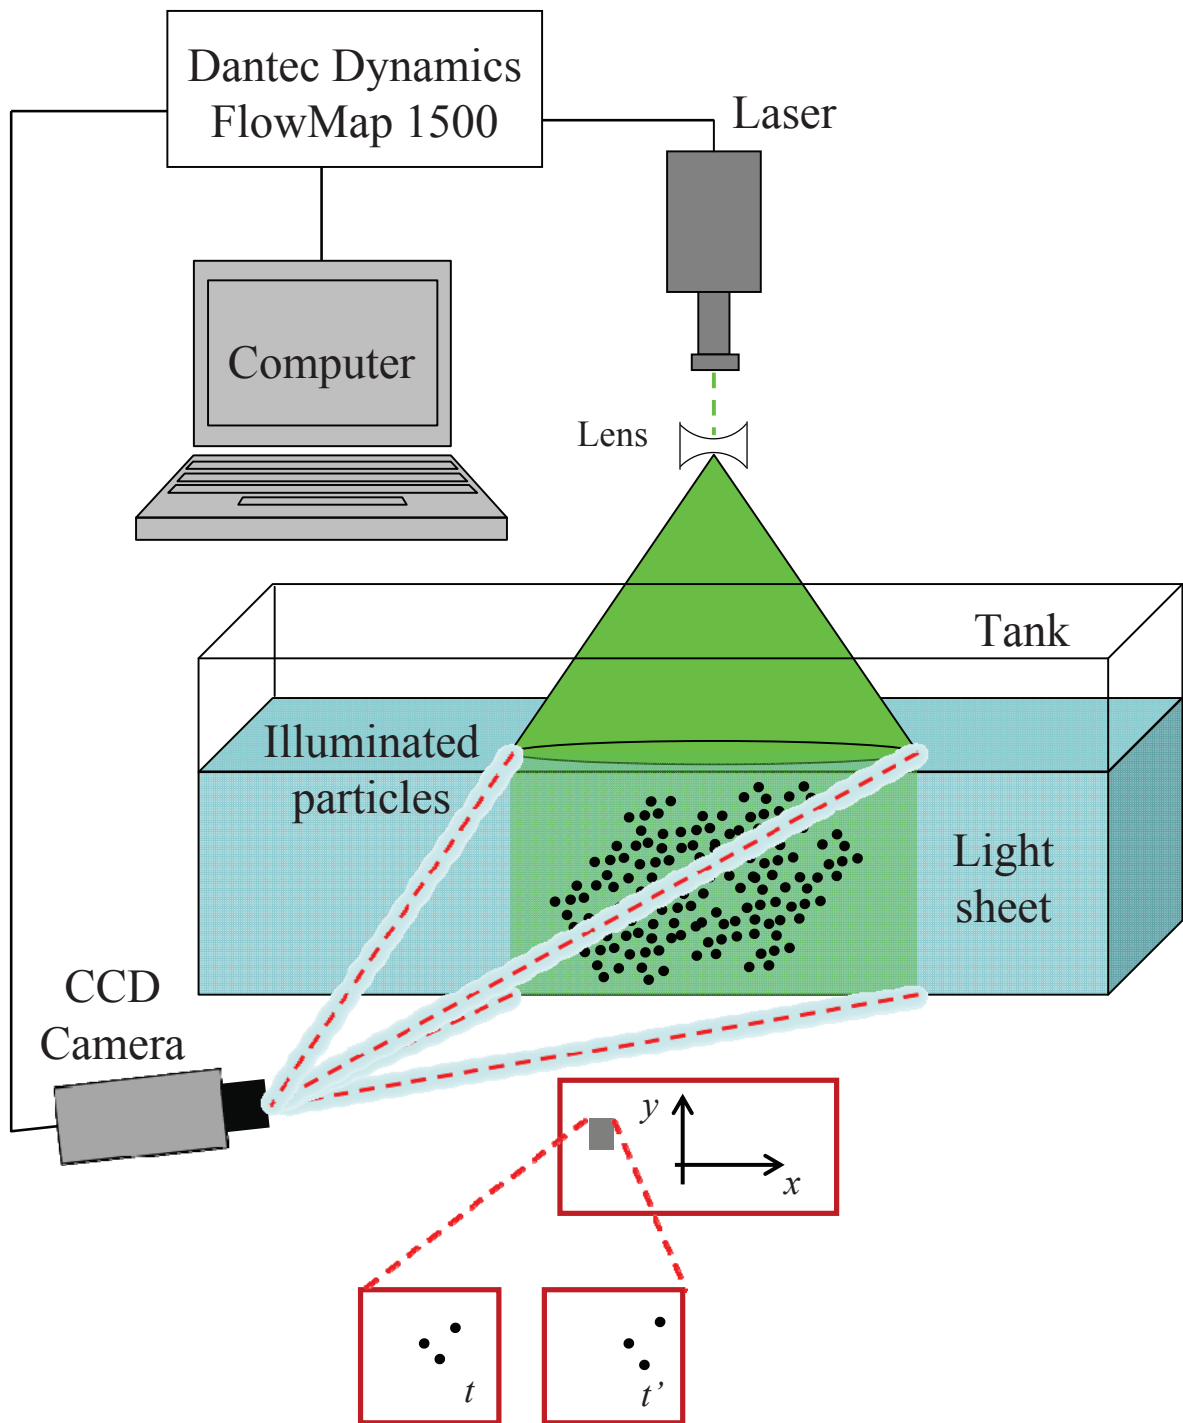 Dantec Dynamics
FlowMap 1500
Laser
Computer
Lens
Tank
Illuminated
particles
Light
sheet
CCD
Camera
y
x
t
t’